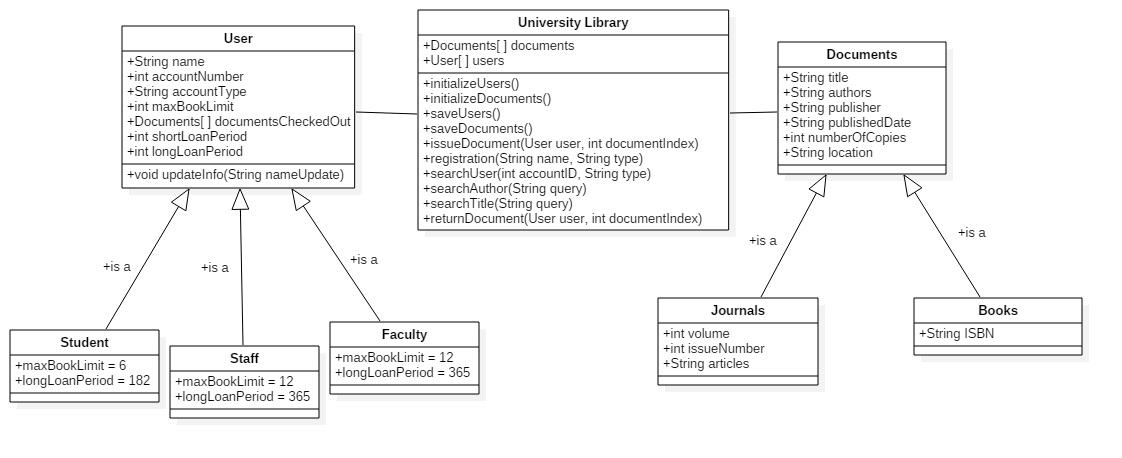 User
+String name
+int accountNumber
+String accountType
+int maxBookLimit
+Documents[ ] documentsCheckedOut
+int shortLoanPeriod
+int longLoanPeriod
+void updateInfo(String nameUpdate)
University Library
+Documents[ ] documents
+User[ ] users
+initializeUsers()
+initializeDocuments()
+saveUsers()
+saveDocuments()
+issueDocument(User user, int documentIndex)
+registration(String name, String type)
+searchUser(int accountID, String type)
+searchAuthor(String query)
+searchTitle(String query)
+returnDocument(User user, int documentIndex)
Documents
+String title
+String authors
+String publisher
+String publishedDate
+int numberOfCopies
+String location
+is a
+is a
+is a
+is a
+is a
Student
+maxBookLimit = 6
+longLoanPeriod = 182
Staff
+maxBookLimit = 12
+longLoanPeriod = 365
Faculty
+maxBookLimit = 12
+longLoanPeriod = 365
Journals
+int volume
+int issueNumber
+String articles
Books
+String ISBN